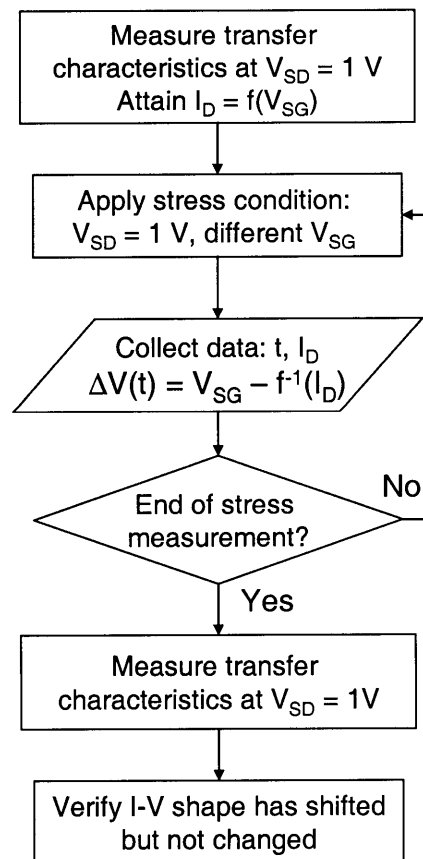 Measure transfer
characteristics at V_SD = 1 V
Attain I_D = f(V_SG)
Apply stress condition:
V_SD = 1 V, different V_SG
Collect data: t, I_D
ΔV(t) = V_SG – f⁻¹(I_D)
End of stress
measurement?
No
Yes
Measure transfer
characteristics at V_SD = 1V
Verify I-V shape has shifted
but not changed